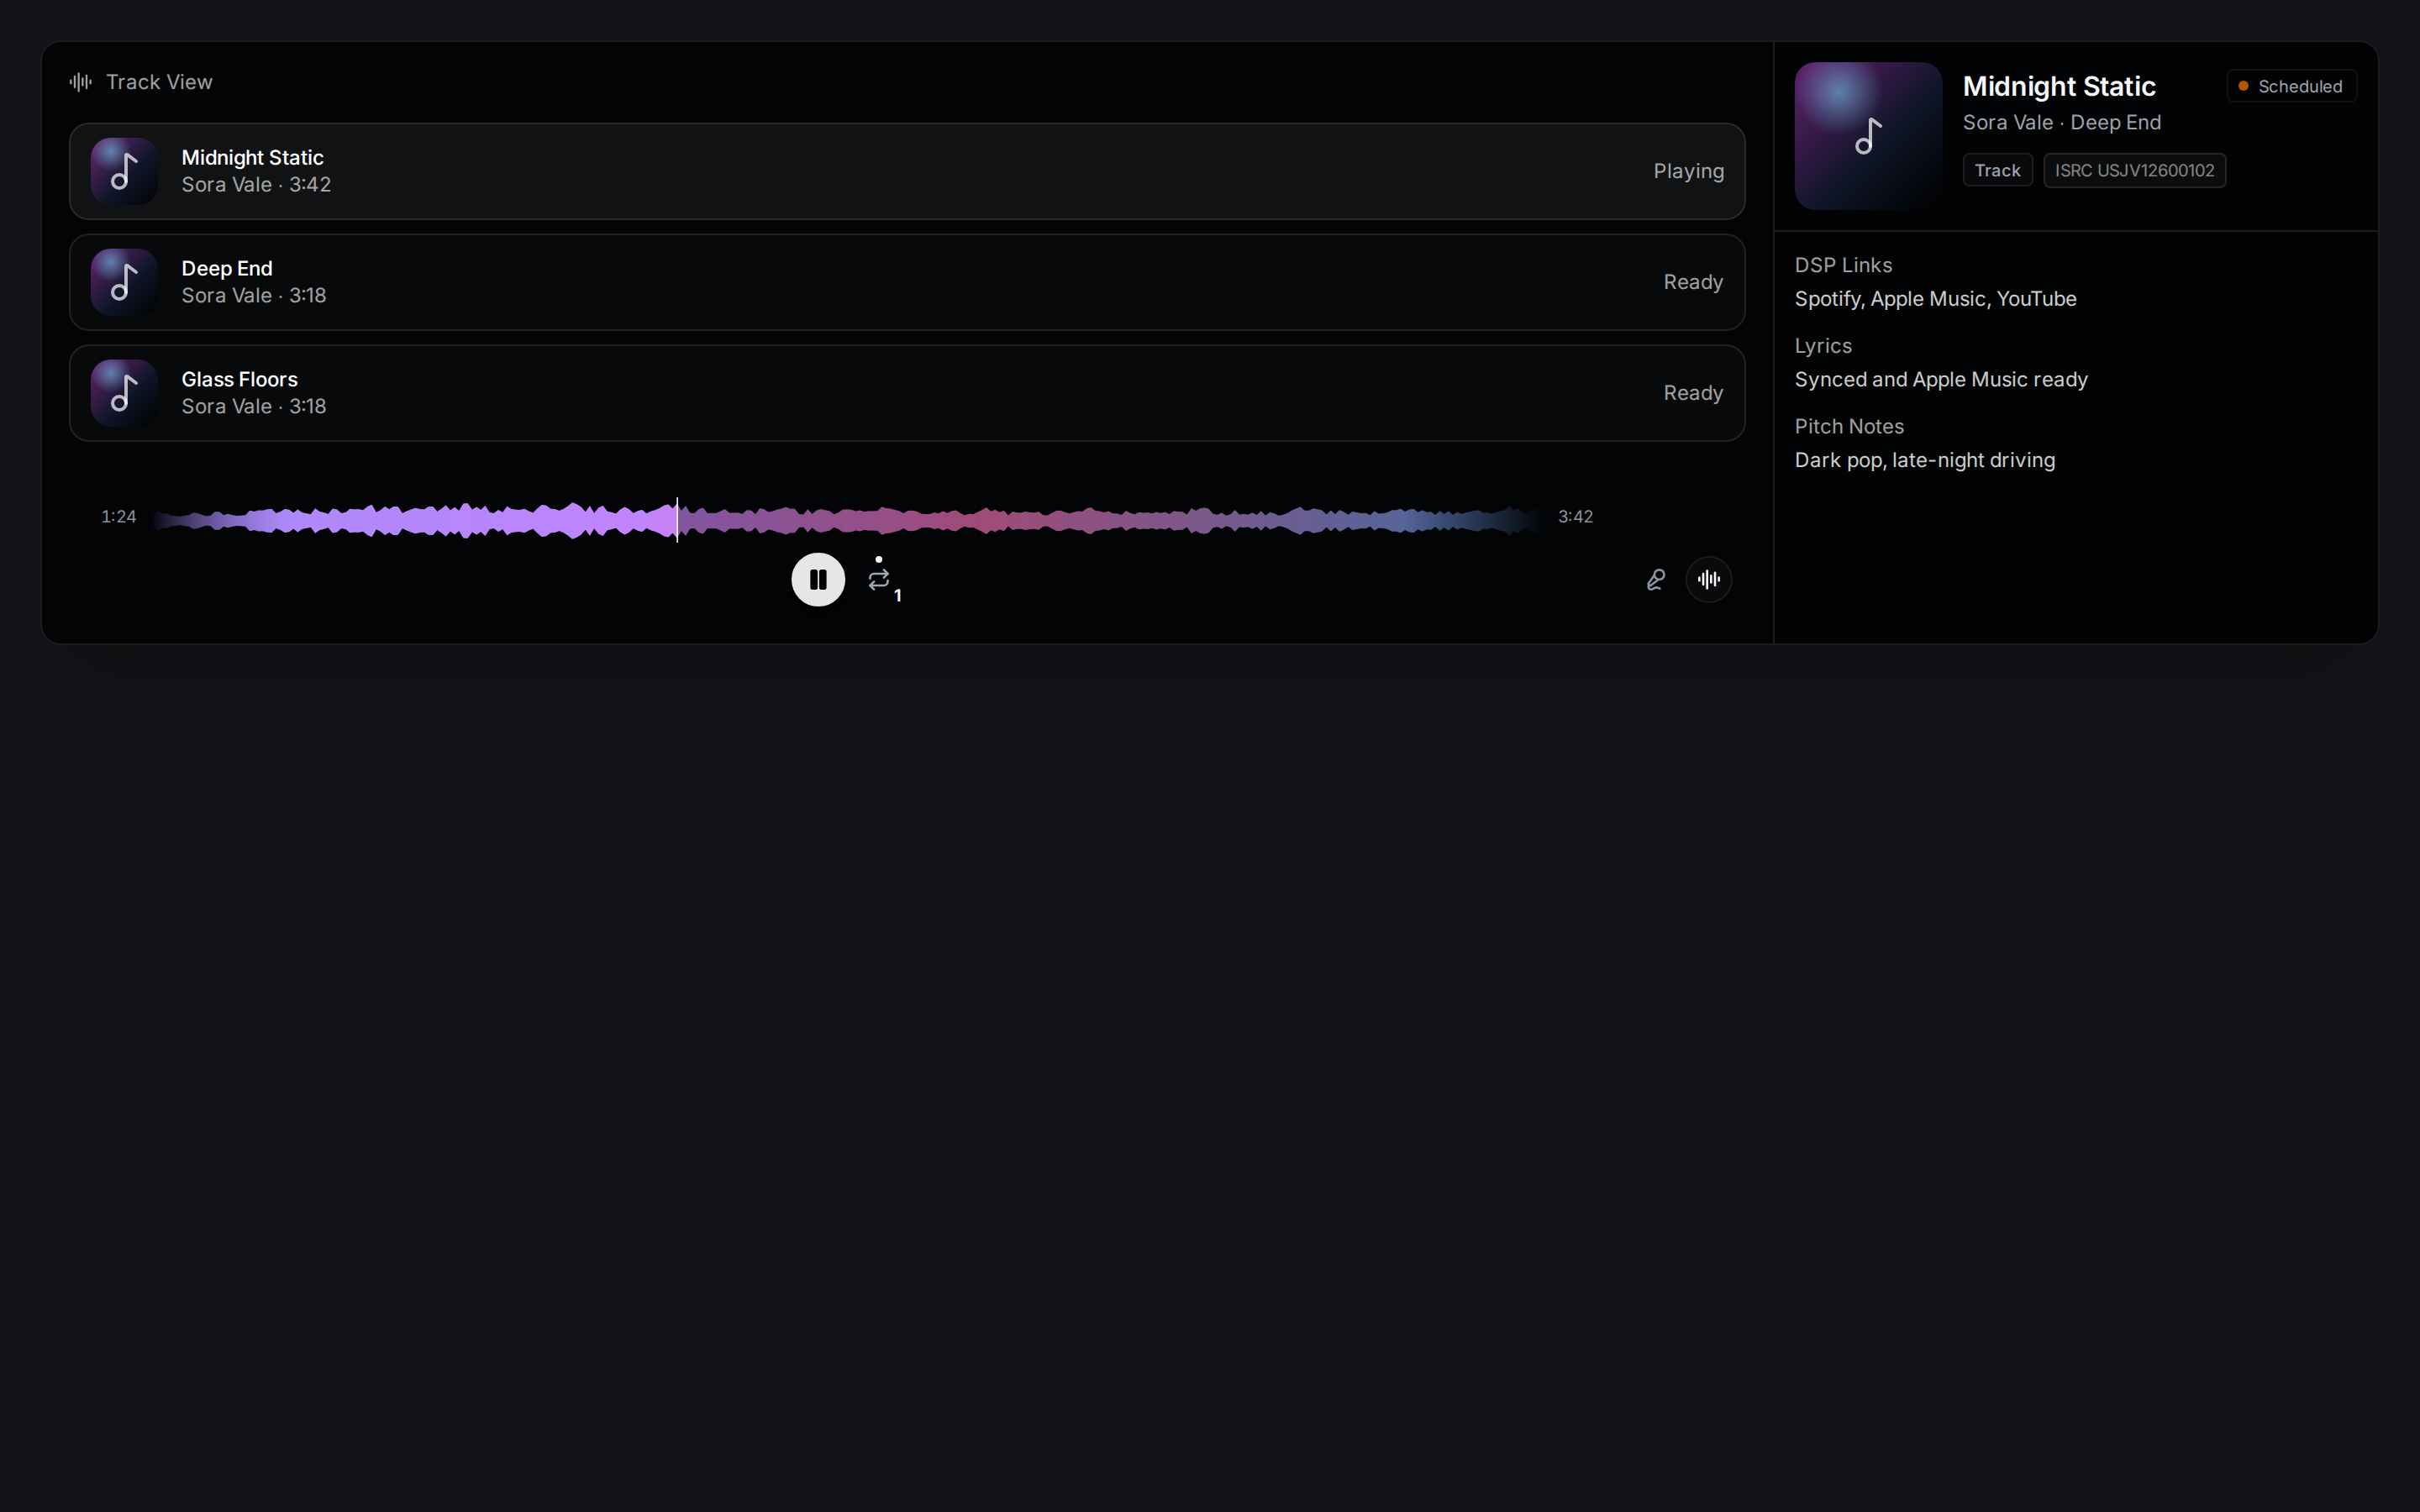 Track View
Midnight Static
Sora Vale · 3:42
Playing
Deep End
Sora Vale · 3:18
Ready
Glass Floors
Sora Vale · 3:18
Ready
1:24
3:42
1
Midnight Static
Scheduled
Sora Vale · Deep End
Track
ISRC USJV12600102
DSP Links
Spotify, Apple Music, YouTube
Lyrics
Synced and Apple Music ready
Pitch Notes
Dark pop, late-night driving